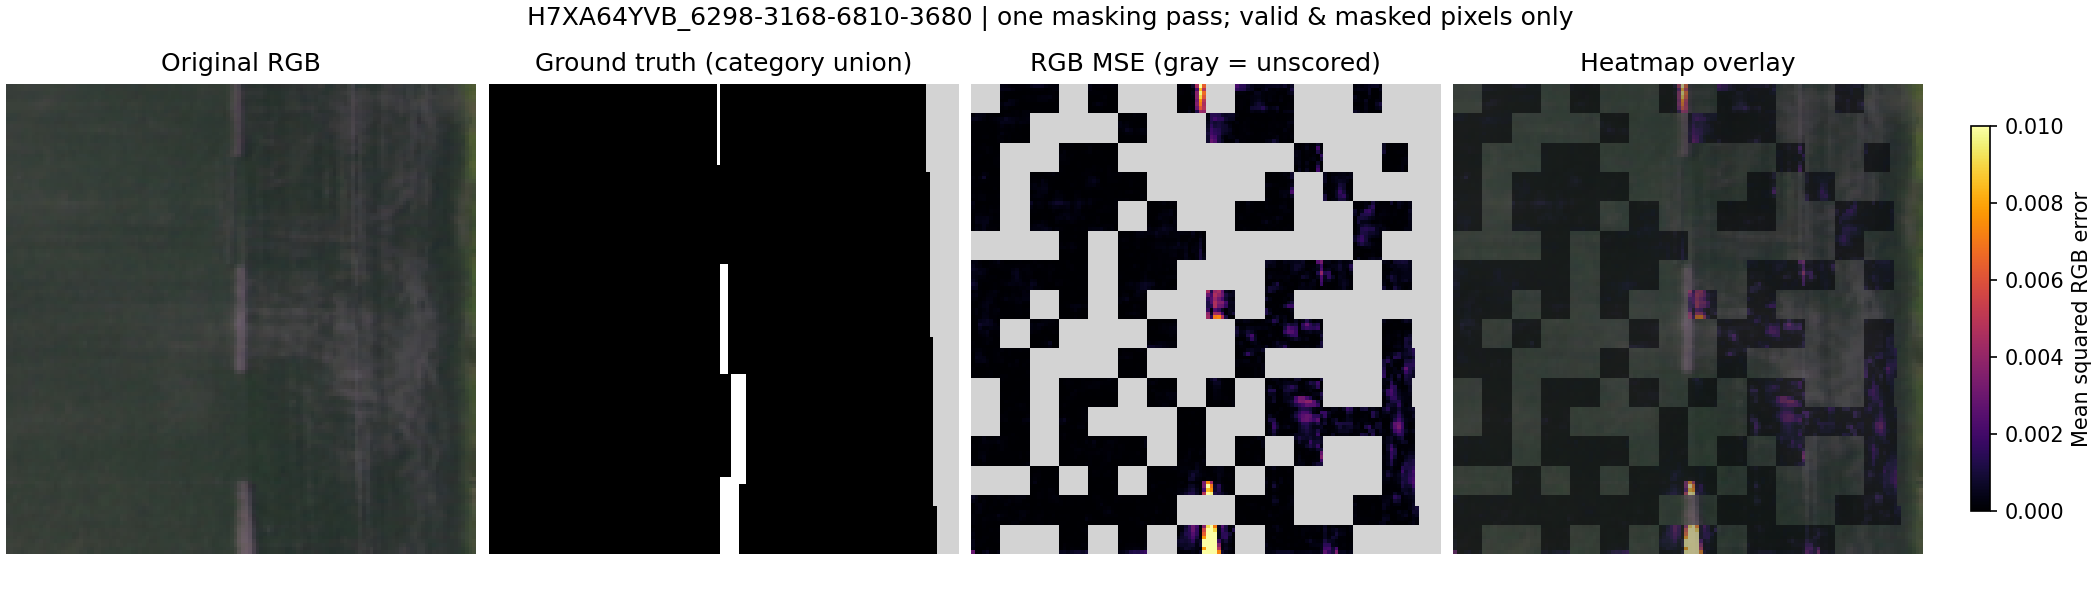 H7XA64YVB_6298-3168-6810-3680 | one masking pass; valid & masked pixels only
Original RGB
Ground truth (category union)
RGB MSE (gray = unscored)
Heatmap overlay
0.010
0.008
0.006
0.004
0.002
0.000
Mean squared RGB error